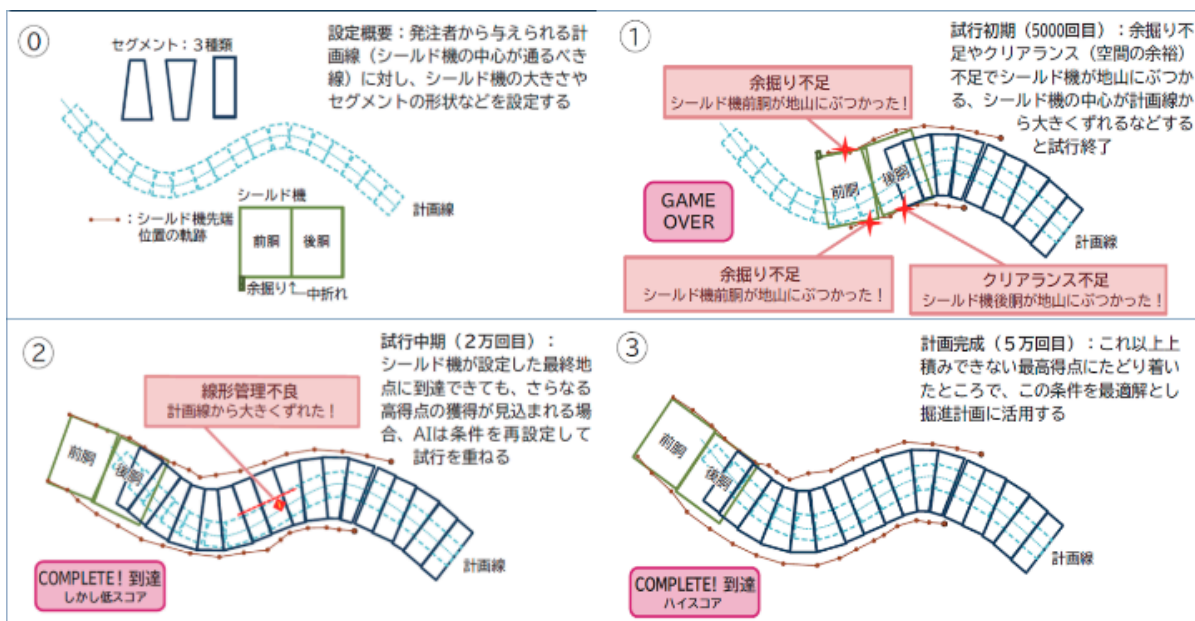 ⓪
セグメント：３種類
設定概要：発注者から与えられる計
画線（シールド機の中心が通るべき
線）に対し、シールド機の大きさや
セグメントの形状などを設定する
計画線
シールド機
前胴
後胴
：シールド機先端
位置の軌跡
余掘り
中折れ
①
試行初期（5000回目）：余掘り不
足やクリアランス（空間の余裕）
不足でシールド機が地山にぶつか
る、シールド機の中心が計画線か
ら大きくずれるなどする
と試行終了
余掘り不足
シールド機前胴が地山にぶつかった！
前胴
後胴
GAME
OVER
計画線
余掘り不足
シールド機前胴が地山にぶつかった！
クリアランス不足
シールド機後胴が地山にぶつかった！
②
試行中期（２万回目）：
シールド機が設定した最終地
点に到達できても、さらなる
高得点の獲得が見込まれる場
合、AIは条件を再設定して
試行を重ねる
線形管理不良
計画線から大きくずれた！
前胴
後胴
計画線
COMPLETE! 到達
しかし低スコア
③
計画完成（５万回目）：これ以上上
積みできない最高得点にたどり着い
たところで、この条件を最適解とし
掘進計画に活用する
前胴
後胴
計画線
COMPLETE! 到達
ハイスコア